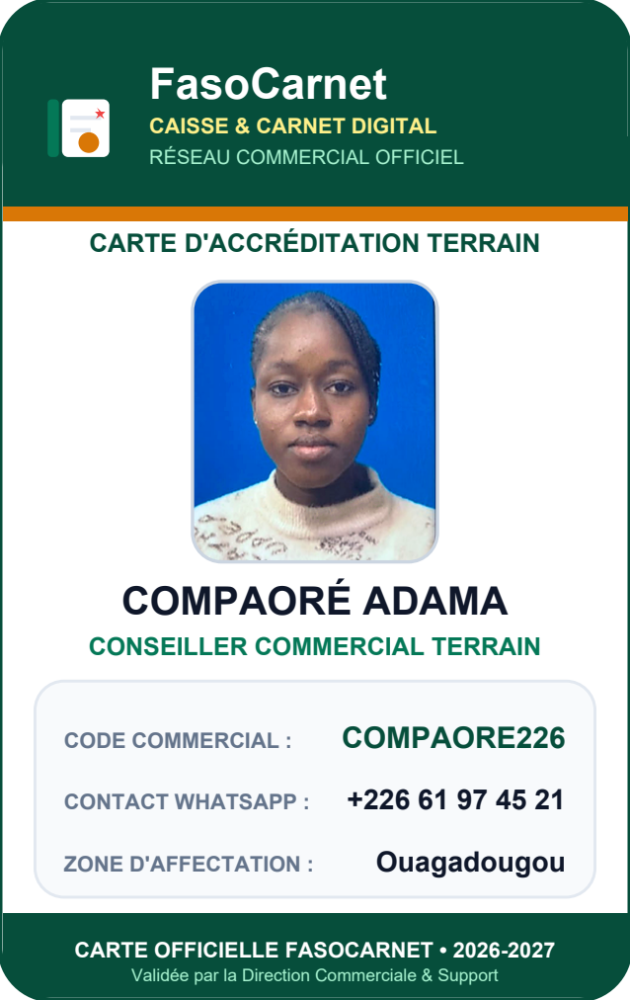 FasoCarnet
CAISSE & CARNET DIGITAL
RÉSEAU COMMERCIAL OFFICIEL
CARTE D'ACCRÉDITATION TERRAIN
COMPAORÉ ADAMA
CONSEILLER COMMERCIAL TERRAIN
CODE COMMERCIAL : COMPAORE226
CONTACT WHATSAPP : +226 61 97 45 21
ZONE D'AFFECTATION : Ouagadougou
CARTE OFFICIELLE FASOCARNET • 2026-2027
Validée par la Direction Commerciale & Support